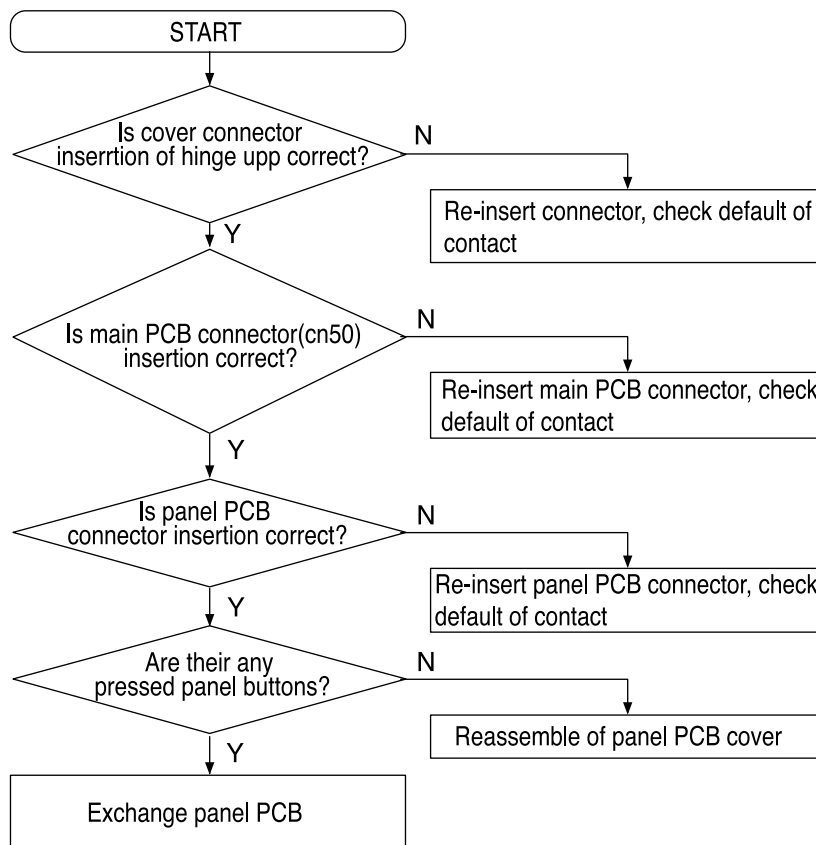 START
Is cover connector
inserrtion of hinge upp correct?
N
Re-insert connector, check default of
contact
Y
Is main PCB connector(cn50)
insertion correct?
N
Re-insert main PCB connector, check
default of contact
Y
Is panel PCB
connector insertion correct?
N
Re-insert panel PCB connector, check
default of contact
Y
Are their any
pressed panel buttons?
N
Reassemble of panel PCB cover
Y
Exchange panel PCB